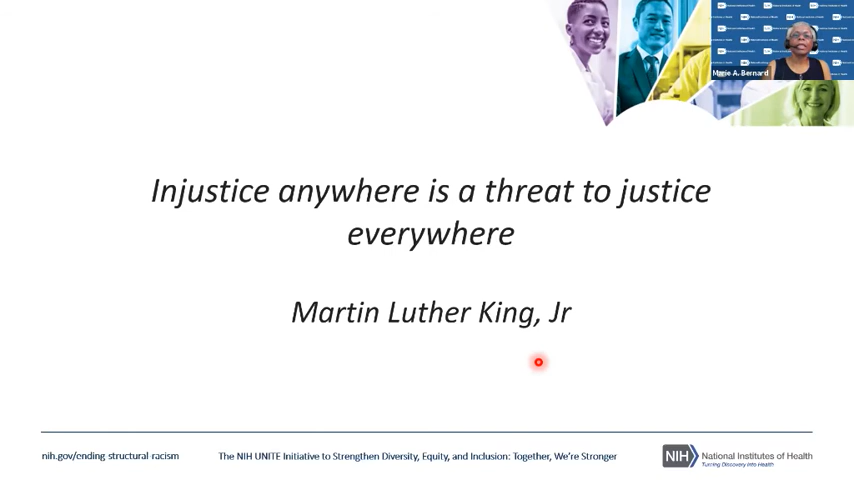 Marie A. Bernard
Injustice anywhere is a threat to justice
everywhere
Martin Luther King, Jr
nih.gov/ending-structural-racism
The NIH UNITE Initiative to Strengthen Diversity, Equity, and Inclusion: Together, We're Stronger
NIH
National Institutes of Health
Turning Discovery Into Health